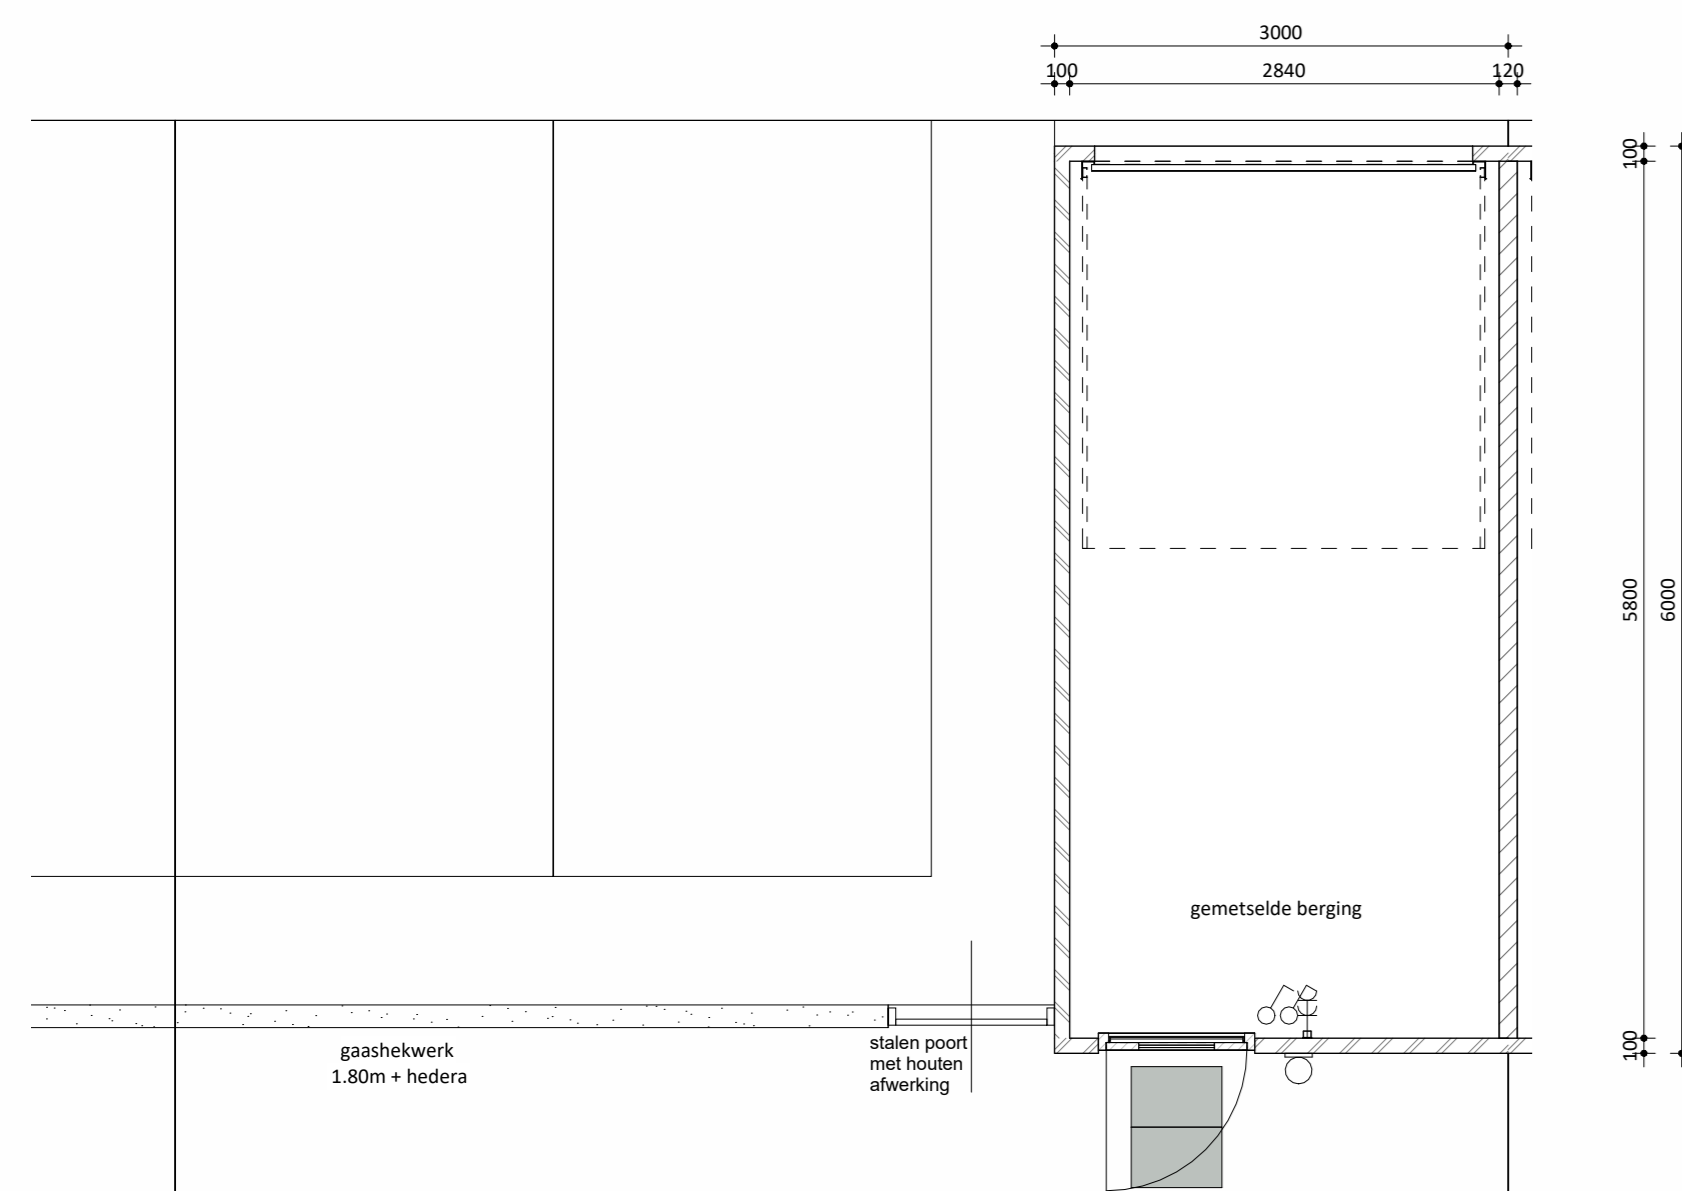 3000
100 2840 120
100
5800
6000
gemetselde berging
100
gaashekwerk
1.80m + hedera
stalen poort
met houten
afwerking